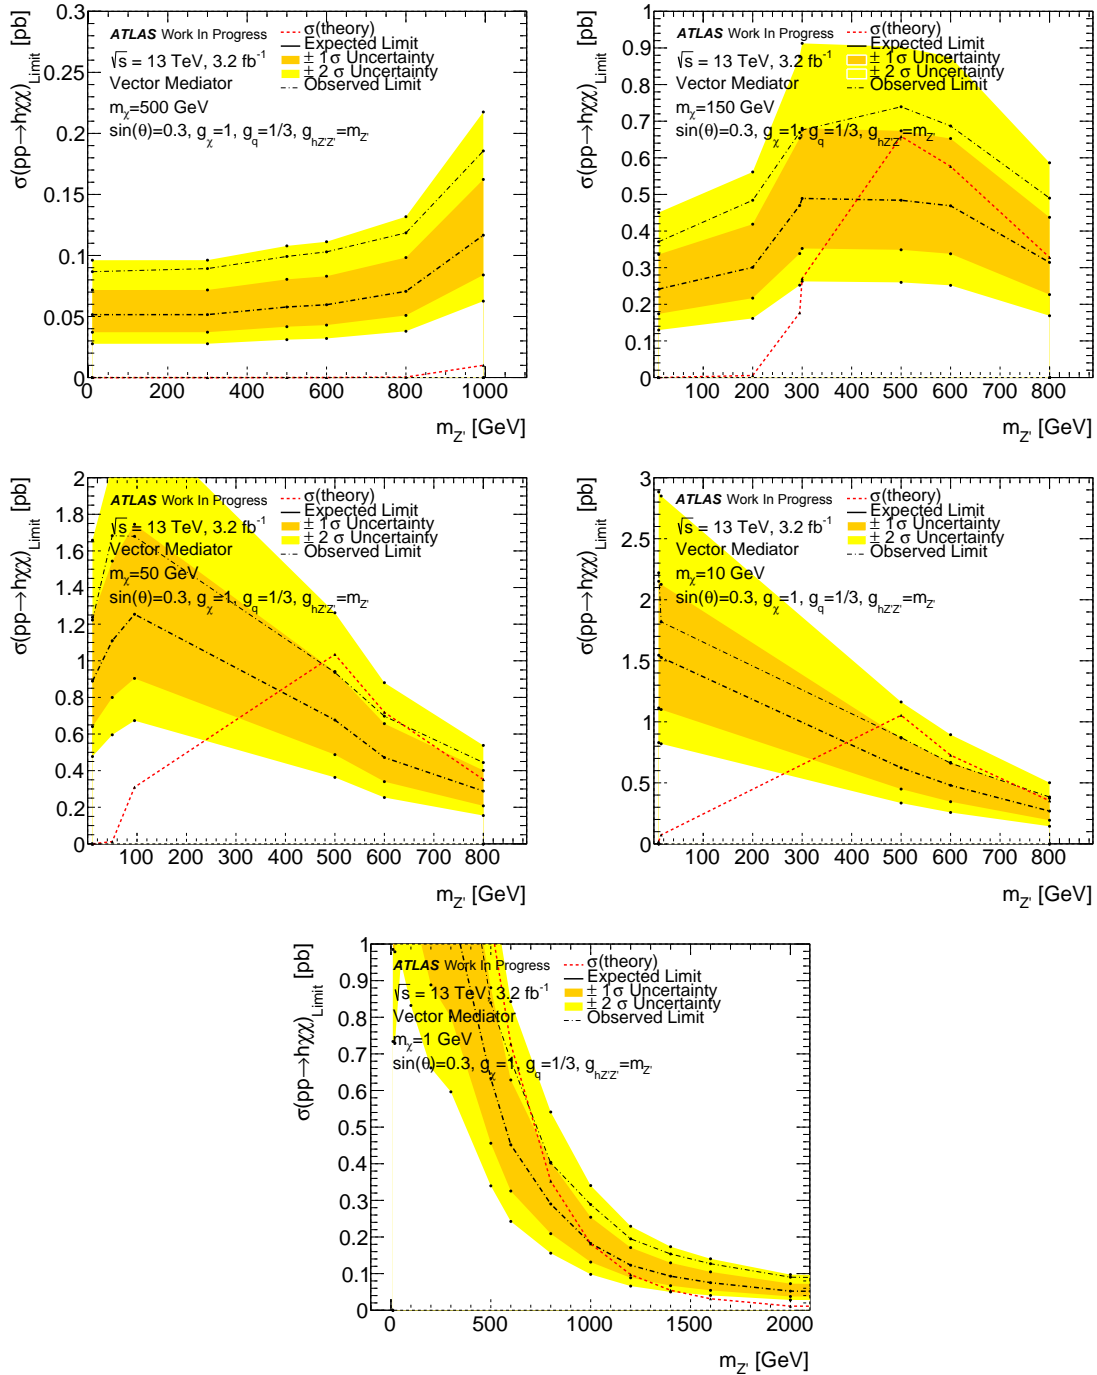 σ(pp→hχχ)Limit [pb]
ATLAS Work In Progress
√s = 13 TeV, 3.2 fb-1
Vector Mediator
mχ=500 GeV
sin(θ)=0.3, gχ=1, gq=1/3, ghZ'Z'=mZ'
σ(theory)
Expected Limit
± 1σ Uncertainty
± 2 σ Uncertainty
Observed Limit
0.3
0.25
0.2
0.15
0.1
0.05
0
0 200 400 600 800 1000
mZ' [GeV]
σ(pp→hχχ)Limit [pb]
ATLAS Work In Progress
√s = 13 TeV, 3.2 fb-1
Vector Mediator
mχ=150 GeV
sin(θ)=0.3, gχ=1, gq=1/3, ghZ'Z'=mZ'
σ(theory)
Expected Limit
± 1σ Uncertainty
± 2 σ Uncertainty
Observed Limit
1
0.9
0.8
0.7
0.6
0.5
0.4
0.3
0.2
0.1
0
100 200 300 400 500 600 700 800
mZ' [GeV]
σ(pp→hχχ)Limit [pb]
ATLAS Work In Progress
√s = 13 TeV, 3.2 fb-1
Vector Mediator
mχ=50 GeV
sin(θ)=0.3, gχ=1, gq=1/3, ghZ'Z'=mZ'
σ(theory)
Expected Limit
± 1σ Uncertainty
± 2 σ Uncertainty
Observed Limit
2
1.8
1.6
1.4
1.2
1
0.8
0.6
0.4
0.2
0
100 200 300 400 500 600 700 800
mZ' [GeV]
σ(pp→hχχ)Limit [pb]
ATLAS Work In Progress
√s = 13 TeV, 3.2 fb-1
Vector Mediator
mχ=10 GeV
sin(θ)=0.3, gχ=1, gq=1/3, ghZ'Z'=mZ'
σ(theory)
Expected Limit
± 1σ Uncertainty
± 2 σ Uncertainty
Observed Limit
3
2.5
2
1.5
1
0.5
0
100 200 300 400 500 600 700 800
mZ' [GeV]
σ(pp→hχχ)Limit [pb]
ATLAS Work In Progress
√s = 13 TeV, 3.2 fb-1
Vector Mediator
mχ=1 GeV
sin(θ)=0.3, gχ=1, gq=1/3, ghZ'Z'=mZ'
σ(theory)
Expected Limit
± 1σ Uncertainty
± 2 σ Uncertainty
Observed Limit
1
0.9
0.8
0.7
0.6
0.5
0.4
0.3
0.2
0.1
0
0 500 1000 1500 2000
mZ' [GeV]